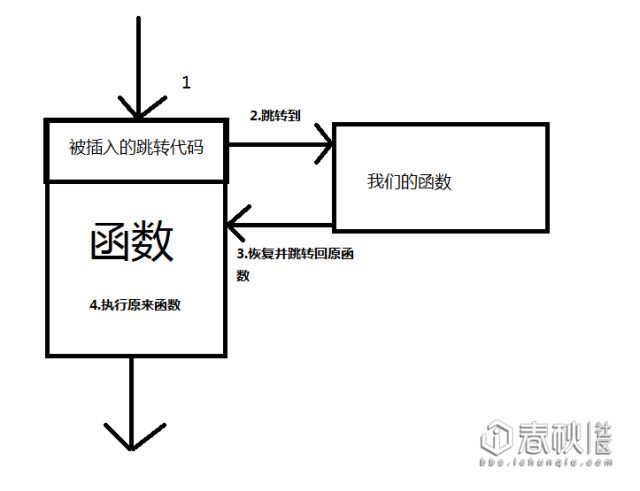 1
2.跳转到
被插入的跳转代码
我们的函数
函数
3.恢复并跳转回原函
数
4.执行原来函数
春秋社区
bbs.ichunqiu.com